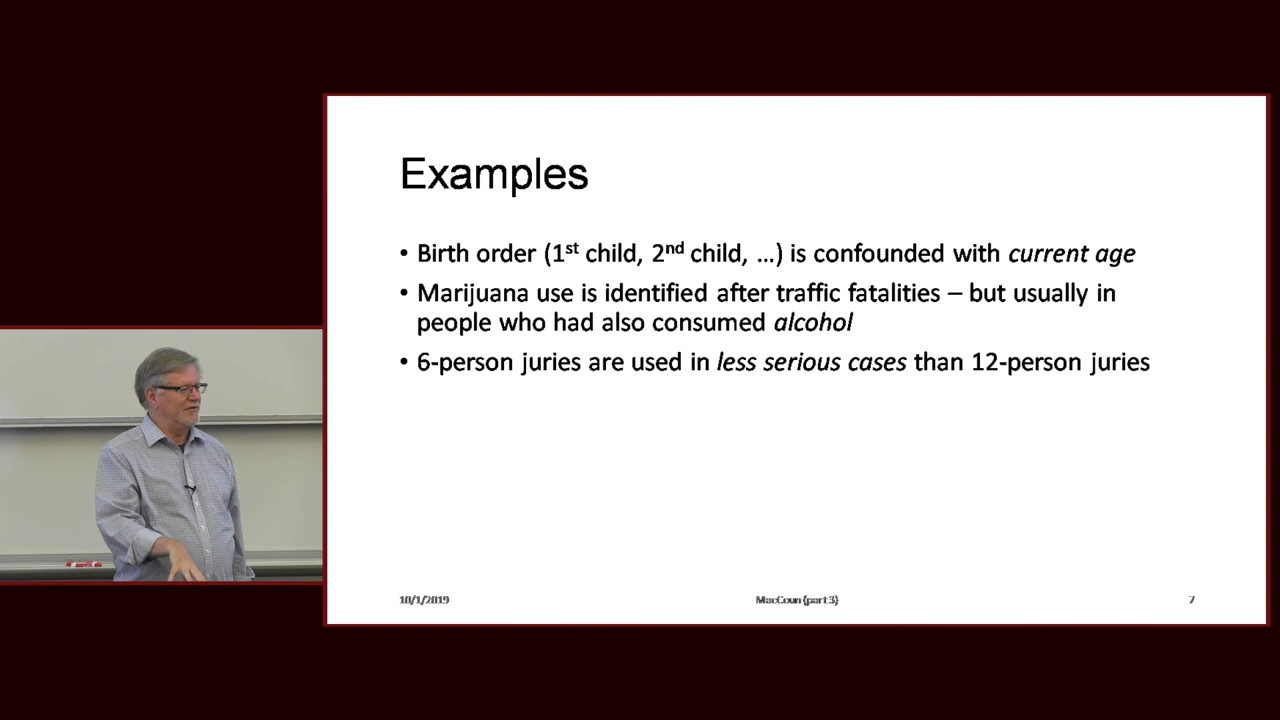 Examples
• Birth order (1st child, 2nd child, ...) is confounded with current age
• Marijuana use is identified after traffic fatalities – but usually in
people who had also consumed alcohol
• 6-person juries are used in less serious cases than 12-person juries
10/1/2019
MacCoun (part 3)
7